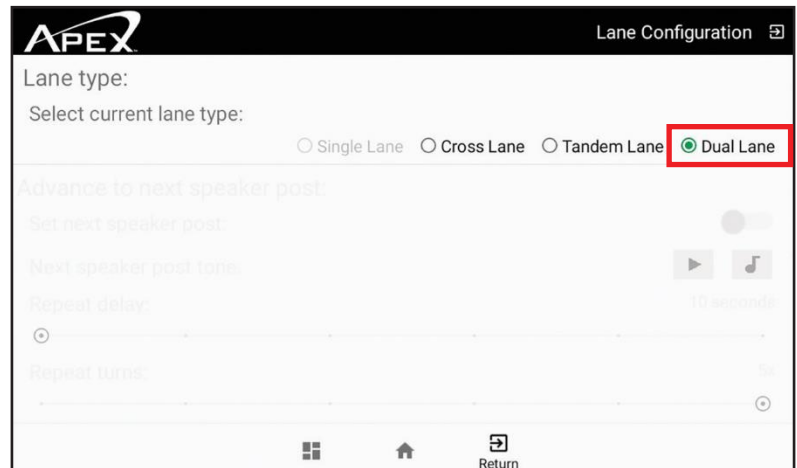 APEX
Lane Configuration
Lane type:
Select current lane type:
Single Lane Cross Lane Tandem Lane Dual Lane
Advance to next speaker post:
Set next speaker post:
Next speaker post tone:
Repeat delay: 10 seconds
Repeat turns: 5x
Return